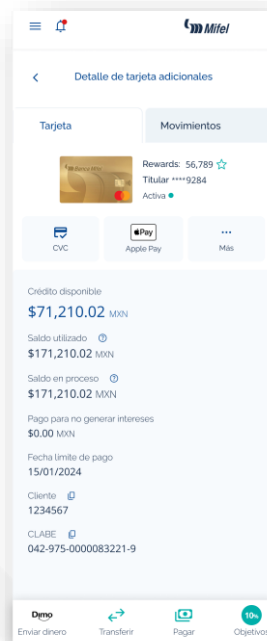 Mifel
Detalle de tarjeta adicionales
Tarjeta
Movimientos
Rewards: 56,789
Titular ****9284
Activa
CVC
Pay
Apple Pay
Más
Crédito disponible
$71,210.02 MXN
Saldo utilizado
$171,210.02 MXN
Saldo en proceso
$171,210.02 MXN
Pago para no generar intereses
$0.00 MXN
Fecha límite de pago
15/01/2024
Cliente
1234567
CLABE
042-975-0000083221-9
Dimo
Enviar dinero
Transferir
Pagar
10%
Objetivos